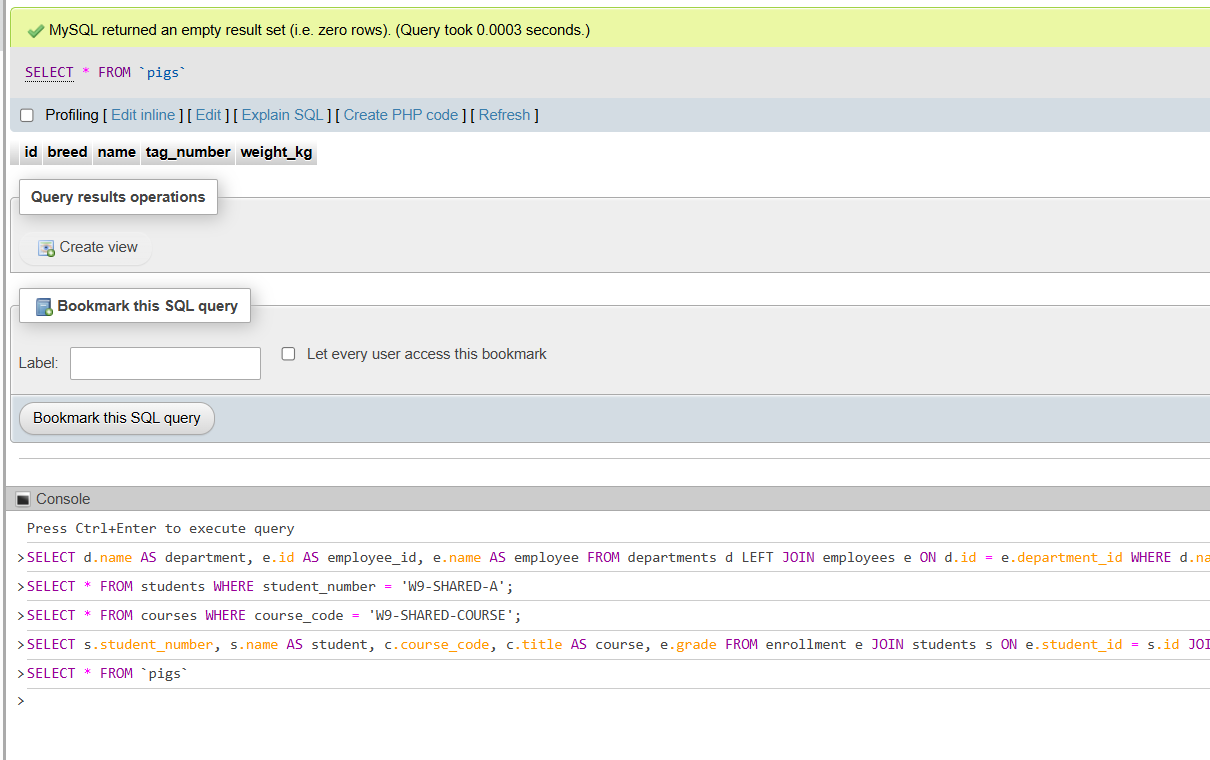 MySQL returned an empty result set (i.e. zero rows). (Query took 0.0003 seconds.)
SELECT * FROM `pigs`
Profiling [ Edit inline ] [ Edit ] [ Explain SQL ] [ Create PHP code ] [ Refresh ]
id breed name tag_number weight_kg
Query results operations
Create view
Bookmark this SQL query
Label:
Let every user access this bookmark
Bookmark this SQL query
Console
Press Ctrl+Enter to execute query
>SELECT d.name AS department, e.id AS employee_id, e.name AS employee FROM departments d LEFT JOIN employees e ON d.id = e.department_id WHERE d.na
>SELECT * FROM students WHERE student_number = 'W9-SHARED-A';
>SELECT * FROM courses WHERE course_code = 'W9-SHARED-COURSE';
>SELECT s.student_number, s.name AS student, c.course_code, c.title AS course, e.grade FROM enrollment e JOIN students s ON e.student_id = s.id JOI
>SELECT * FROM `pigs`
>